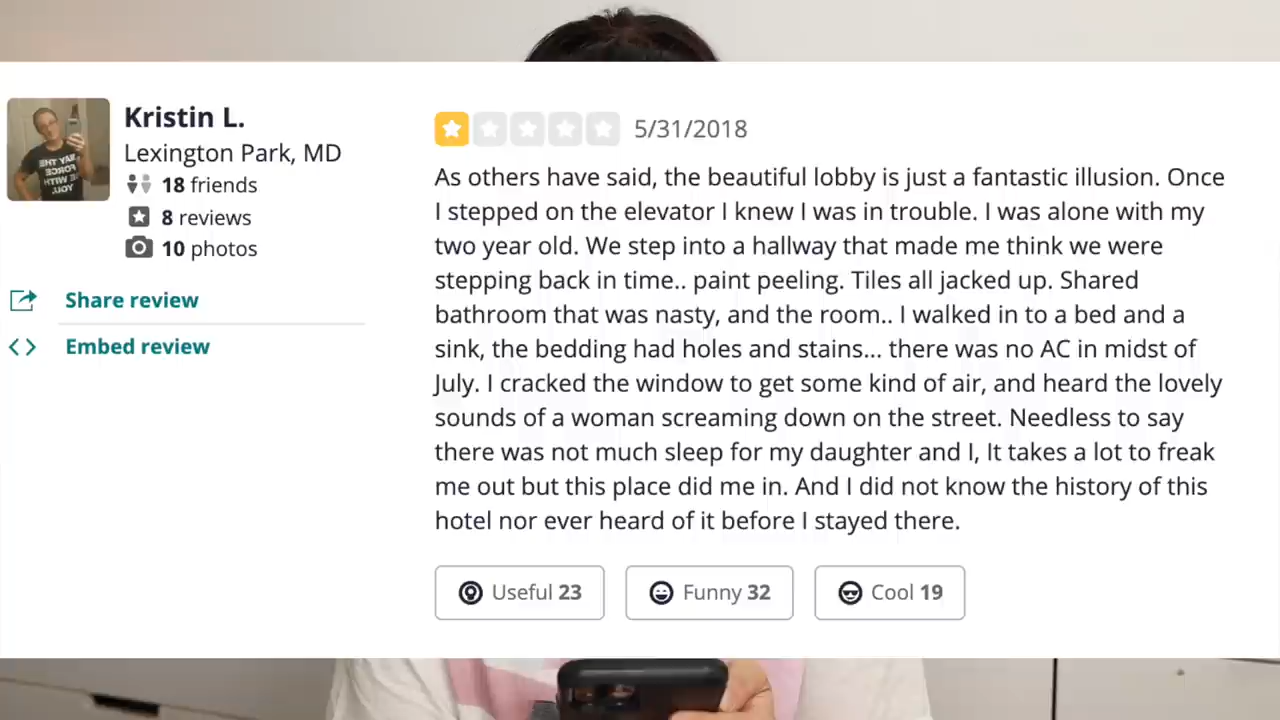 Kristin L.
Lexington Park, MD
18 friends
8 reviews
10 photos
Share review
Embed review
5/31/2018
As others have said, the beautiful lobby is just a fantastic illusion. Once
I stepped on the elevator I knew I was in trouble. I was alone with my
two year old. We step into a hallway that made me think we were
stepping back in time.. paint peeling. Tiles all jacked up. Shared
bathroom that was nasty, and the room.. I walked in to a bed and a
sink, the bedding had holes and stains... there was no AC in midst of
July. I cracked the window to get some kind of air, and heard the lovely
sounds of a woman screaming down on the street. Needless to say
there was not much sleep for my daughter and I, It takes a lot to freak
me out but this place did me in. And I did not know the history of this
hotel nor ever heard of it before I stayed there.
Useful 23
Funny 32
Cool 19
MAY THE
FORCE
BE WITH
YOU.